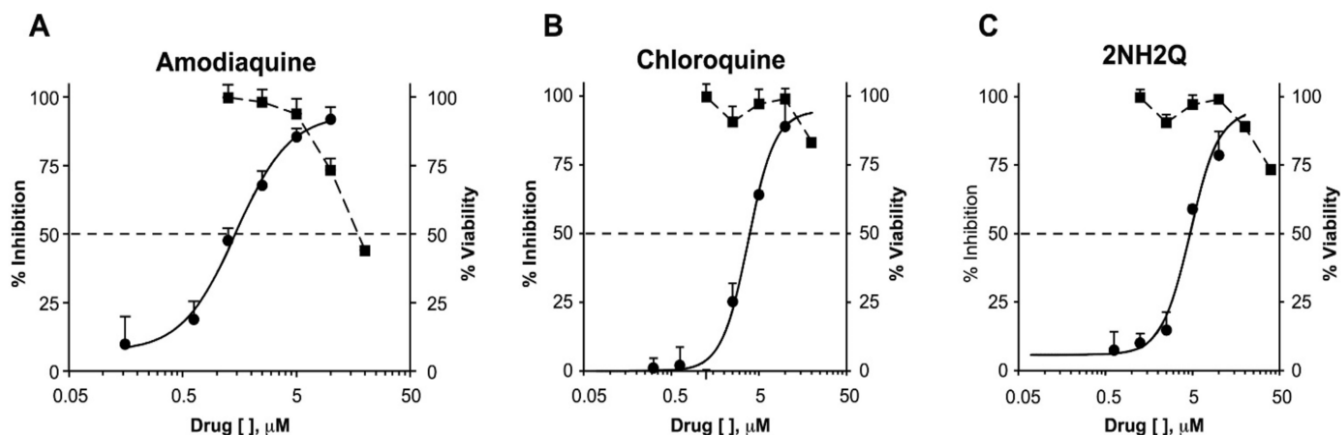 A
Amodiaquine
% Inhibition
100
75
50
25
0
100
75
50
25
0
% Viability
0.05
0.5
5
50
Drug [ ], μM
B
Chloroquine
% Inhibition
100
75
50
25
0
100
75
50
25
0
% Viability
0.05
0.5
5
50
Drug [ ], μM
C
2NH2Q
% Inhibition
100
75
50
25
0
100
75
50
25
0
% Viability
0.05
0.5
5
50
Drug [ ], μM